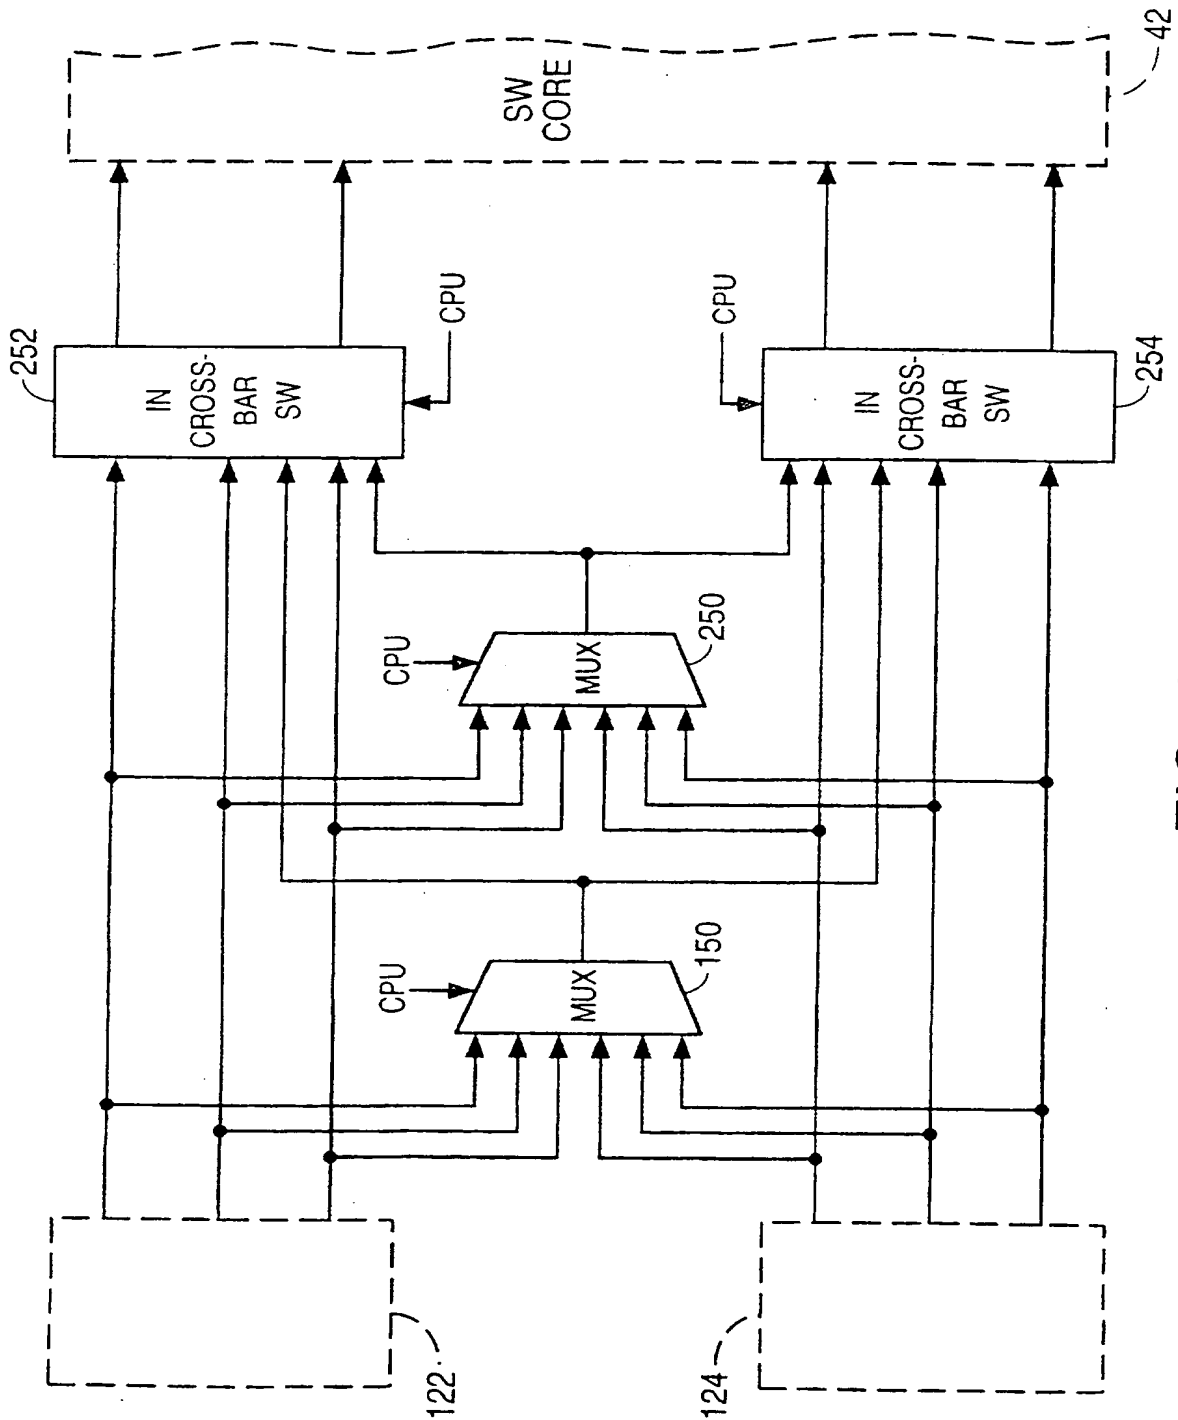 252
IN
CROSS-
BAR
SW
SW
CORE
CPU
CPU
CPU
122
MUX
MUX
150
250
124
CPU
IN
CROSS-
BAR
SW
254
42